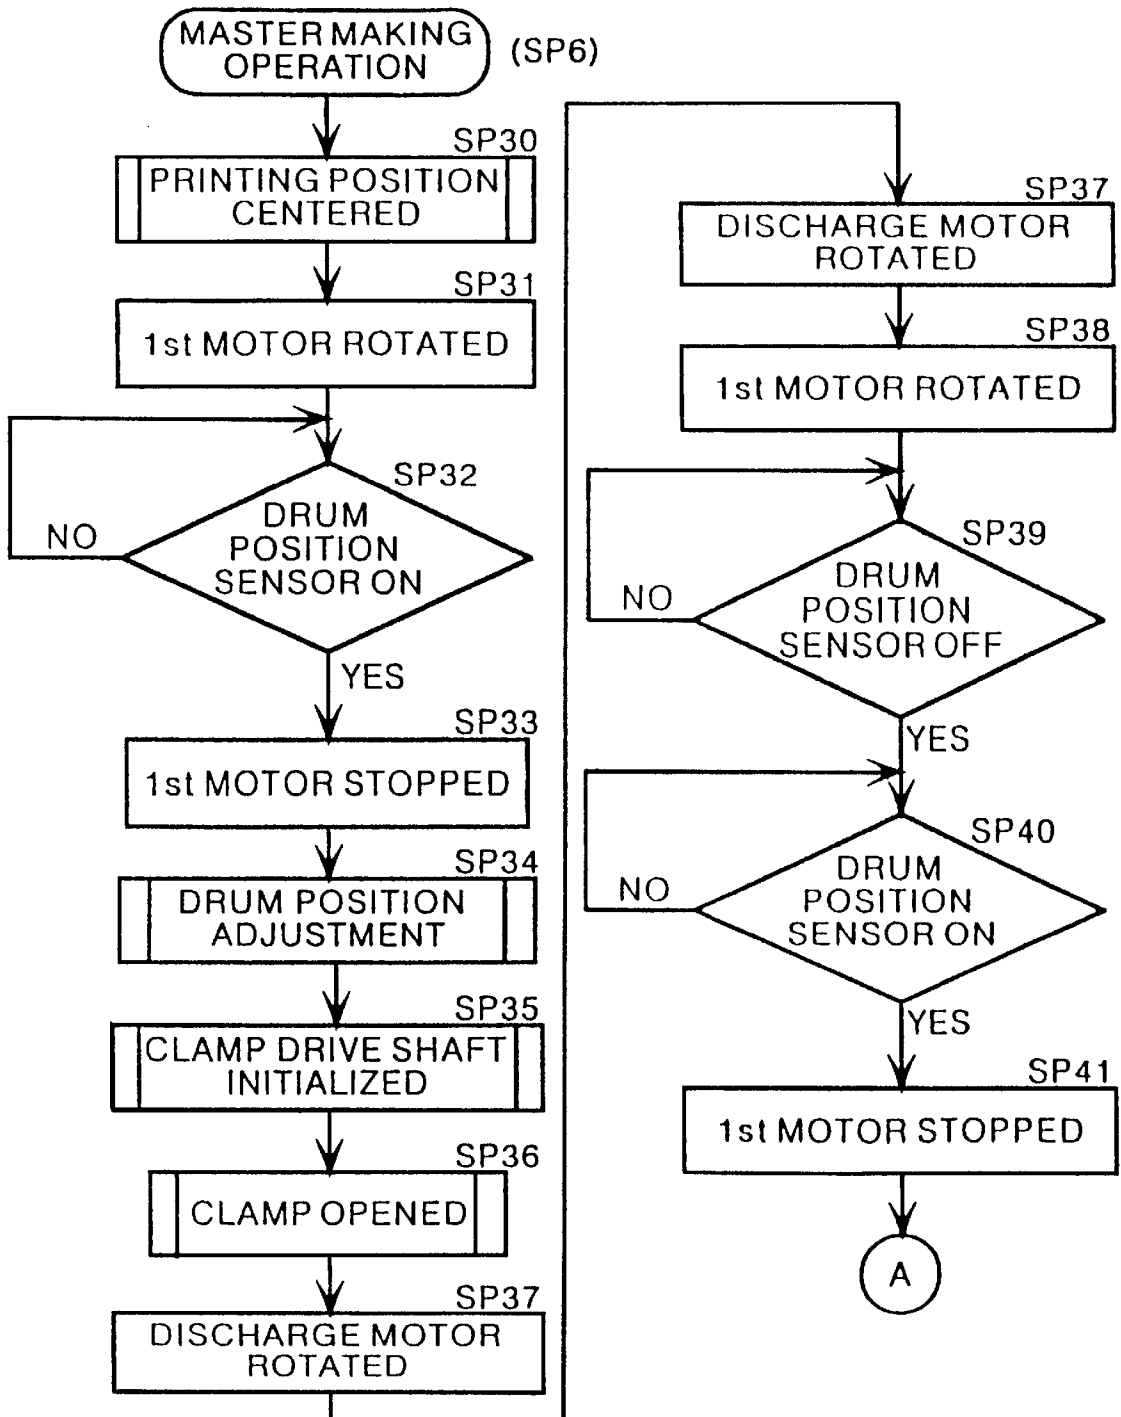 MASTER MAKING
OPERATION
(SP6)
SP30
PRINTING POSITION
CENTERED
SP31
1st MOTOR ROTATED
SP32
DRUM
POSITION
SENSOR ON
NO
YES
SP33
1st MOTOR STOPPED
SP34
DRUM POSITION
ADJUSTMENT
SP35
CLAMP DRIVE SHAFT
INITIALIZED
SP36
CLAMP OPENED
SP37
DISCHARGE MOTOR
ROTATED
SP37
DISCHARGE MOTOR
ROTATED
SP38
1st MOTOR ROTATED
SP39
DRUM
POSITION
SENSOR OFF
NO
YES
SP40
DRUM
POSITION
SENSOR ON
NO
YES
SP41
1st MOTOR STOPPED
A